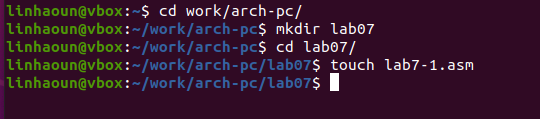 linhaoun@vbox:~$ cd work/arch-pc/
linhaoun@vbox:~/work/arch-pc$ mkdir lab07
linhaoun@vbox:~/work/arch-pc$ cd lab07/
linhaoun@vbox:~/work/arch-pc/lab07$ touch lab7-1.asm
linhaoun@vbox:~/work/arch-pc/lab07$